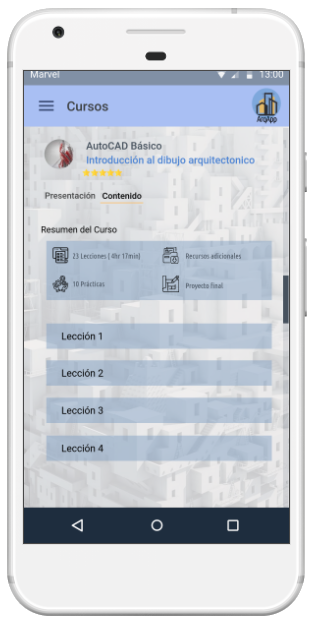 Marvel 13:00
Cursos
ArqApp
AutoCAD Básico
Introducción al dibujo arquitectonico
Presentación Contenido
Resumen del Curso
23 Lecciones ( 4hr 17min) Recursos adicionales
10 Prácticas Proyecto final
Lección 1
Lección 2
Lección 3
Lección 4